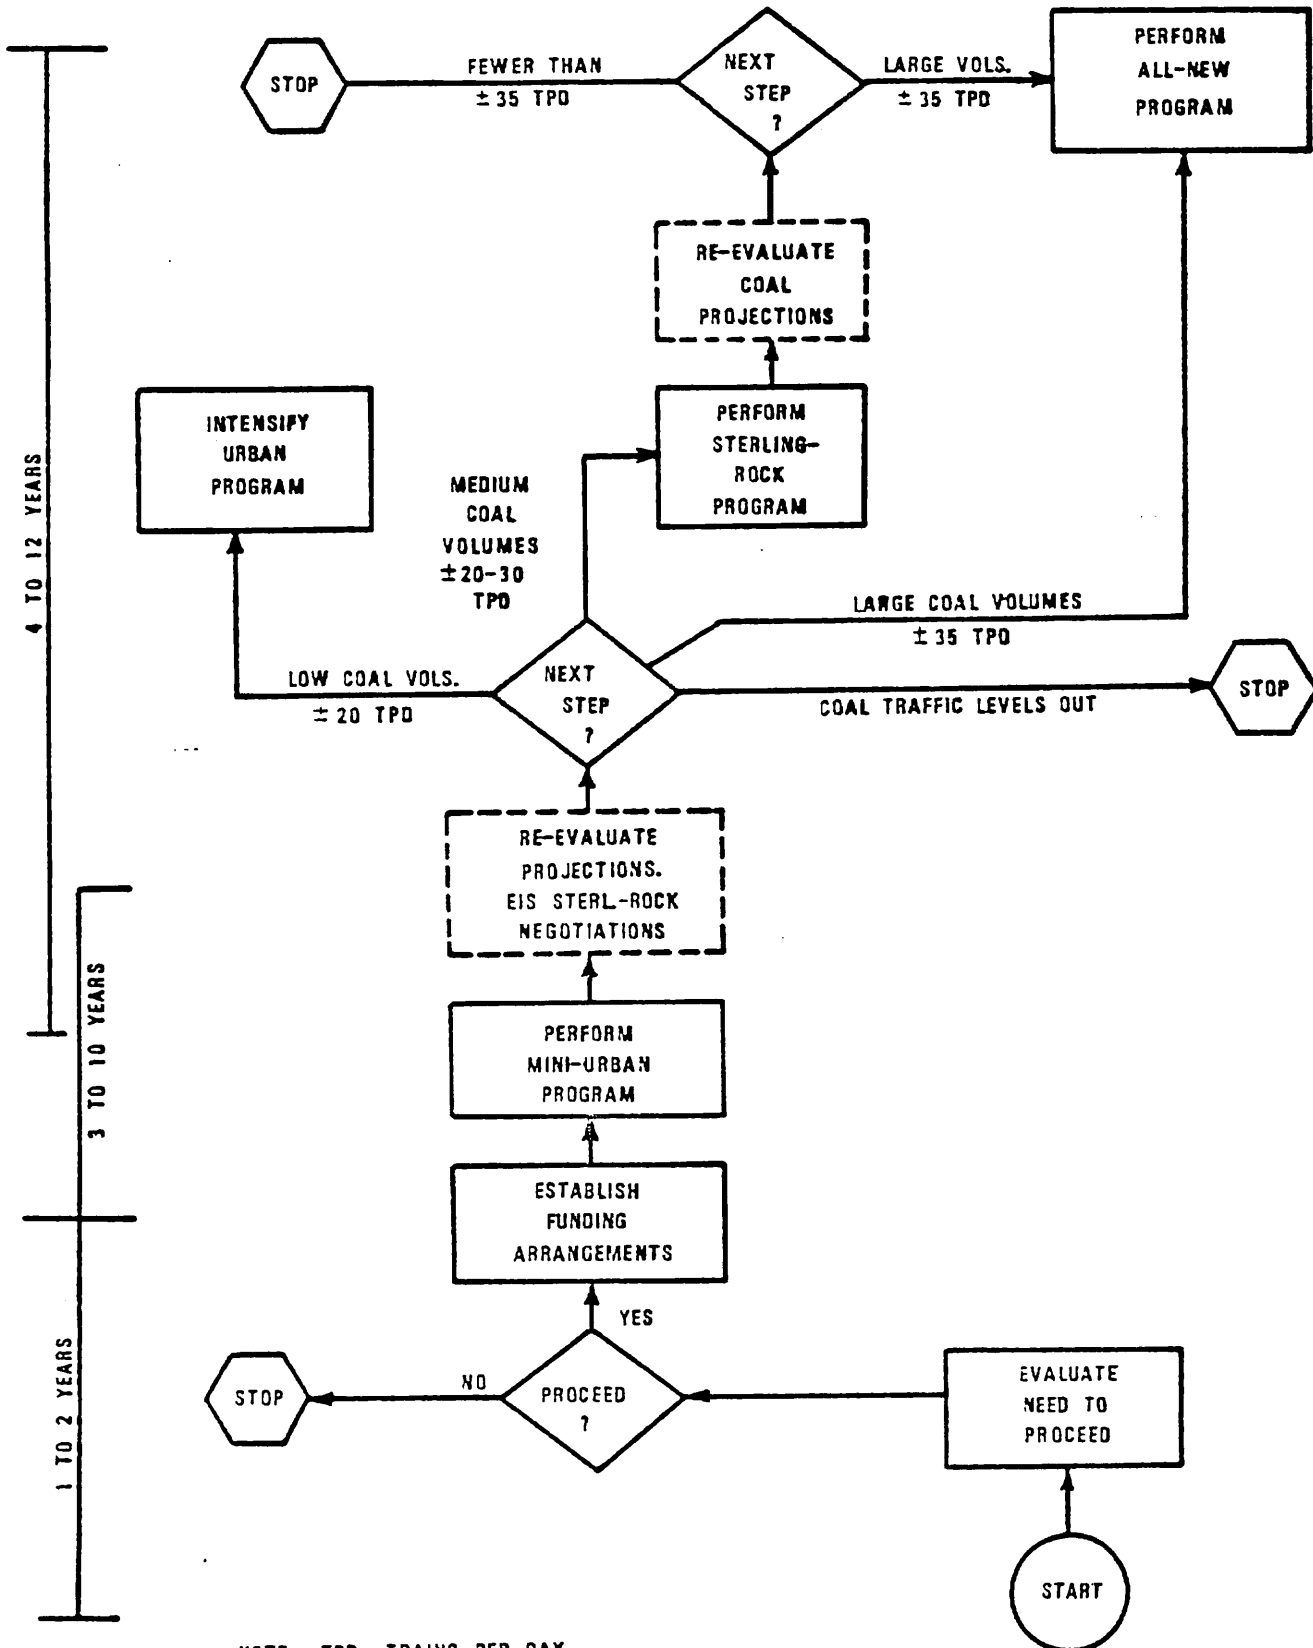 STOP
FEWER THAN
±35 TPD
NEXT
STEP
?
LARGE VOLS.
±35 TPD
PERFORM
ALL-NEW
PROGRAM
RE-EVALUATE
COAL
PROJECTIONS
INTENSIFY
URBAN
PROGRAM
MEDIUM
COAL
VOLUMES
±20-30
TPD
PERFORM
STERLING-
ROCK
PROGRAM
4 TO 12 YEARS
LARGE COAL VOLUMES
±35 TPD
LOW COAL VOLS.
±20 TPD
NEXT
STEP
?
COAL TRAFFIC LEVELS OUT
STOP
RE-EVALUATE
PROJECTIONS.
EIS STERL-ROCK
NEGOTIATIONS
3 TO 10 YEARS
PERFORM
MINI-URBAN
PROGRAM
ESTABLISH
FUNDING
ARRANGEMENTS
YES
1 TO 2 YEARS
STOP
NO
PROCEED
?
EVALUATE
NEED TO
PROCEED
START
TRAINS PER DAY